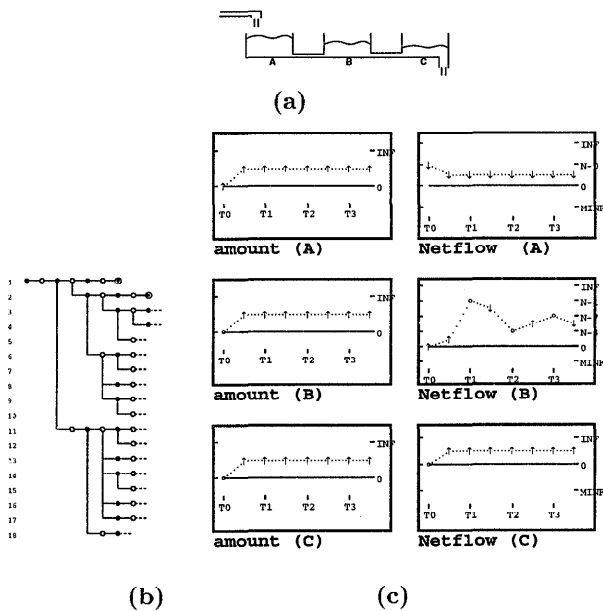 A B C
(a)
INF
0
T0 T1 T2 T3
amount (A)
INF
N-0
0
MINF
T0 T1 T2 T3
Netflow (A)
INF
0
T0 T1 T2 T3
amount (B)
INF
0
T0 T1 T2 T3
Netflow (B)
INF
0
T0 T1 T2 T3
amount (C)
INF
0
MINF
T0 T1 T2 T3
Netflow (C)
1
2
3
4
5
6
7
8
9
10
11
12
13
14
15
16
17
18
(b)
(c)